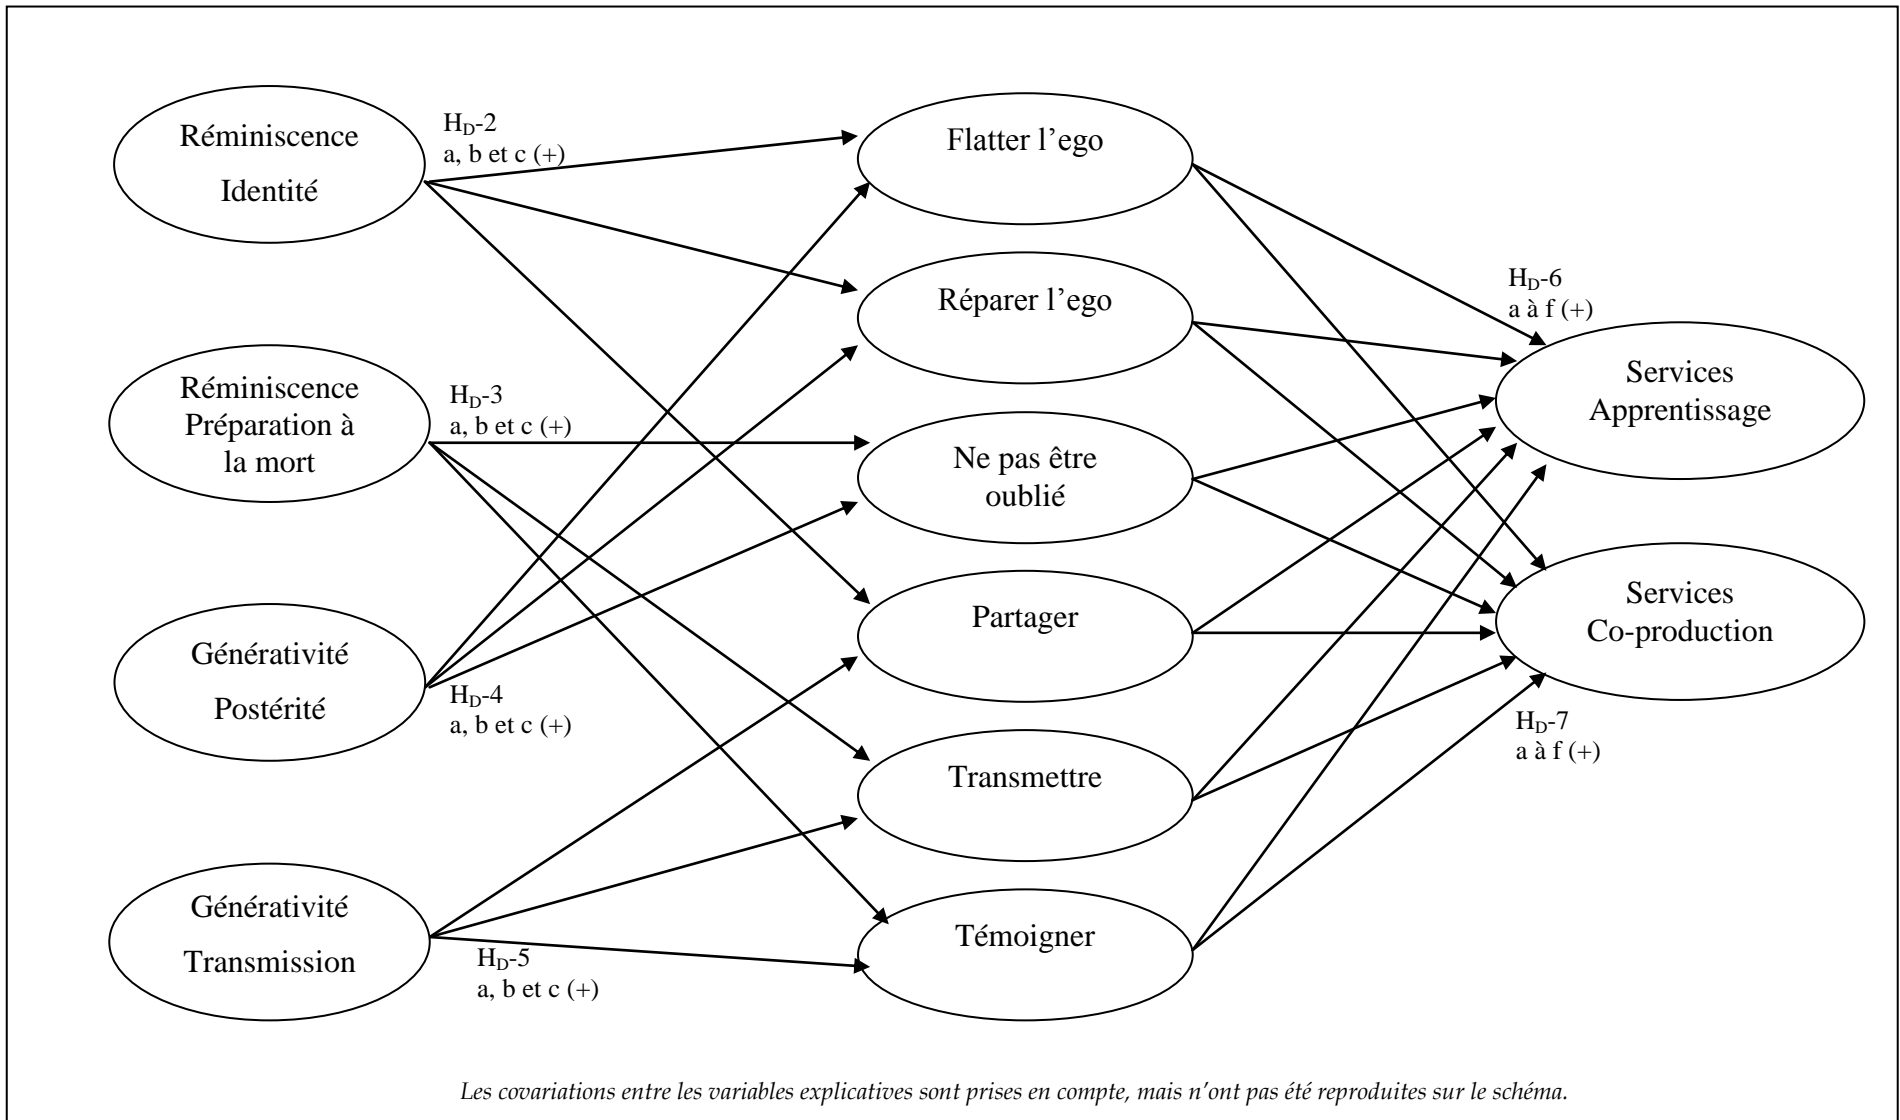 Réminiscence
Identité
H_D-2
a, b et c (+)
Flatter l’ego
Réparer l’ego
H_D-6
a à f (+)
Réminiscence
Préparation à
la mort
H_D-3
a, b et c (+)
Ne pas être
oublié
Services
Apprentissage
Générativité
Postérité
H_D-4
a, b et c (+)
Partager
Services
Co-production
H_D-7
a à f (+)
Transmettre
Générativité
Transmission
H_D-5
a, b et c (+)
Témoigner
Les covariations entre les variables explicatives sont prises en compte, mais n’ont pas été reproduites sur le schéma.